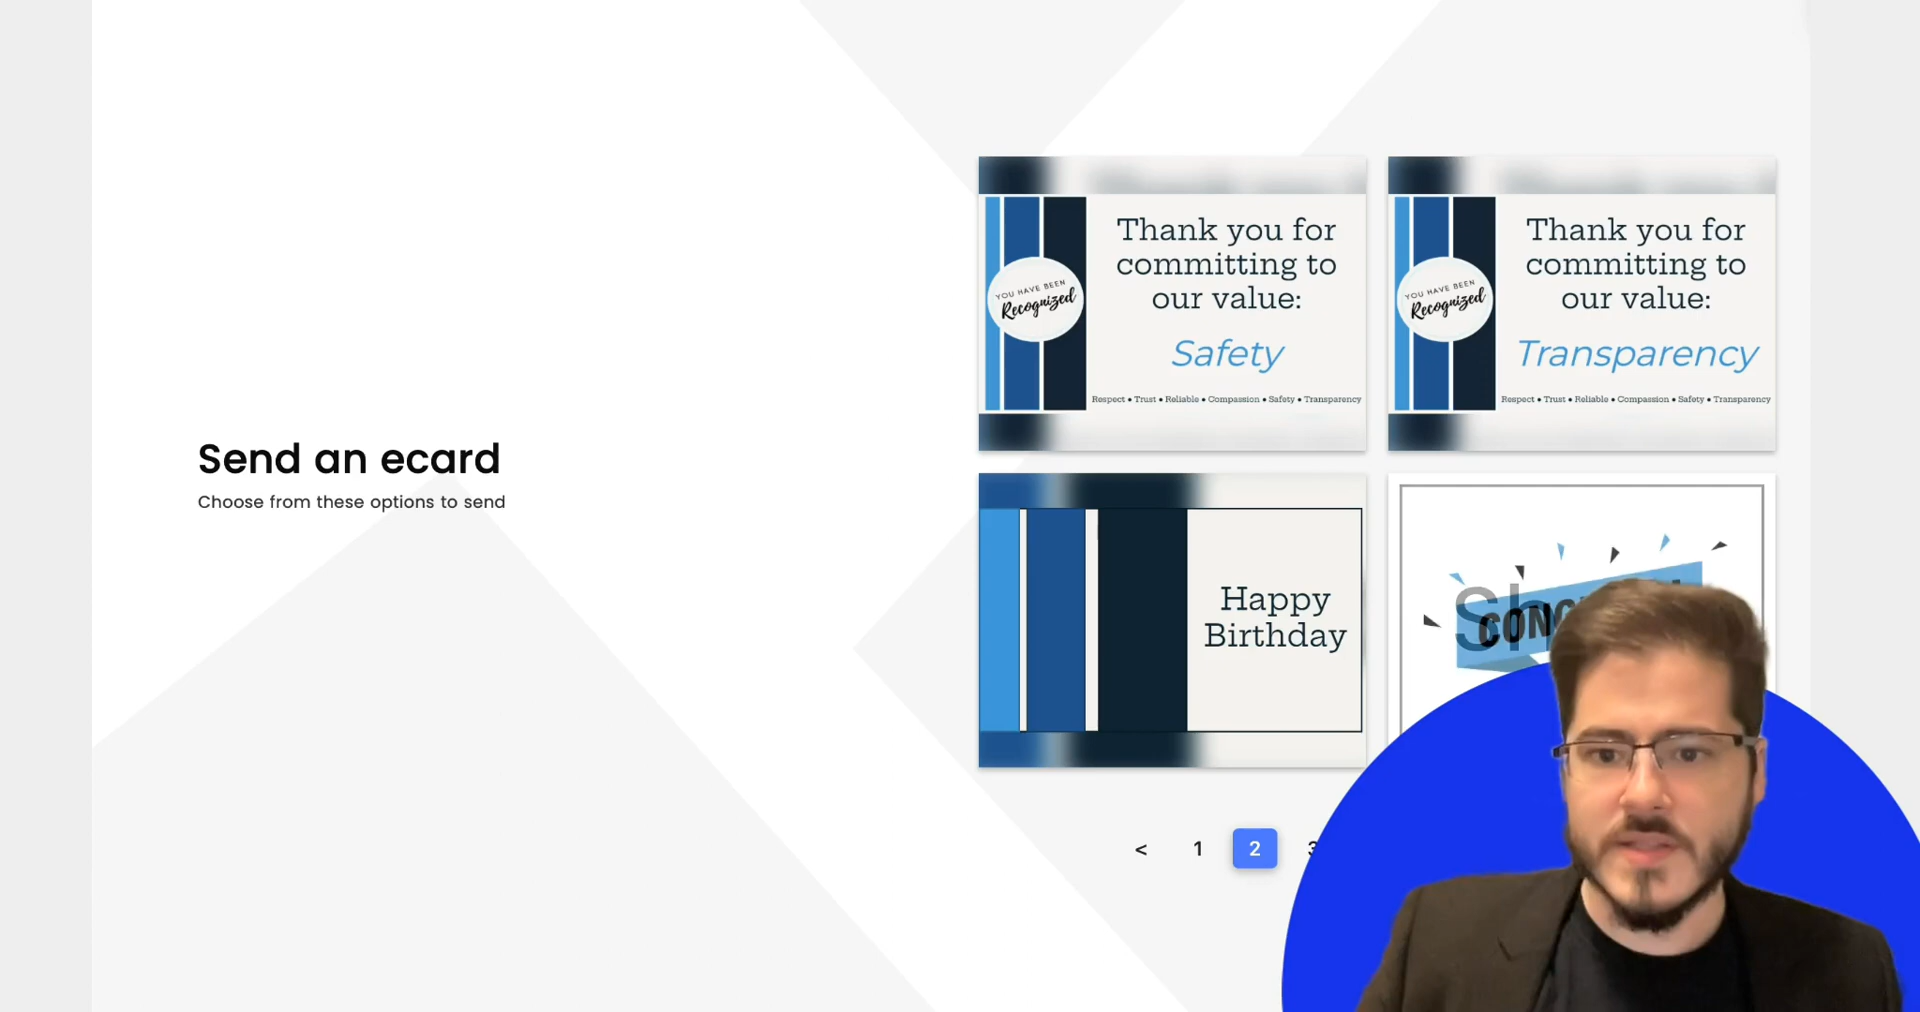 Send an ecard
Choose from these options to send
YOU HAVE BEEN
Recognized
Thank you for
committing to
our value:
Safety
Respect • Trust • Reliable • Compassion • Safety • Transparency
YOU HAVE BEEN
Recognized
Thank you for
committing to
our value:
Transparency
Respect • Trust • Reliable • Compassion • Safety • Transparency
Happy
Birthday
< 1 2 3